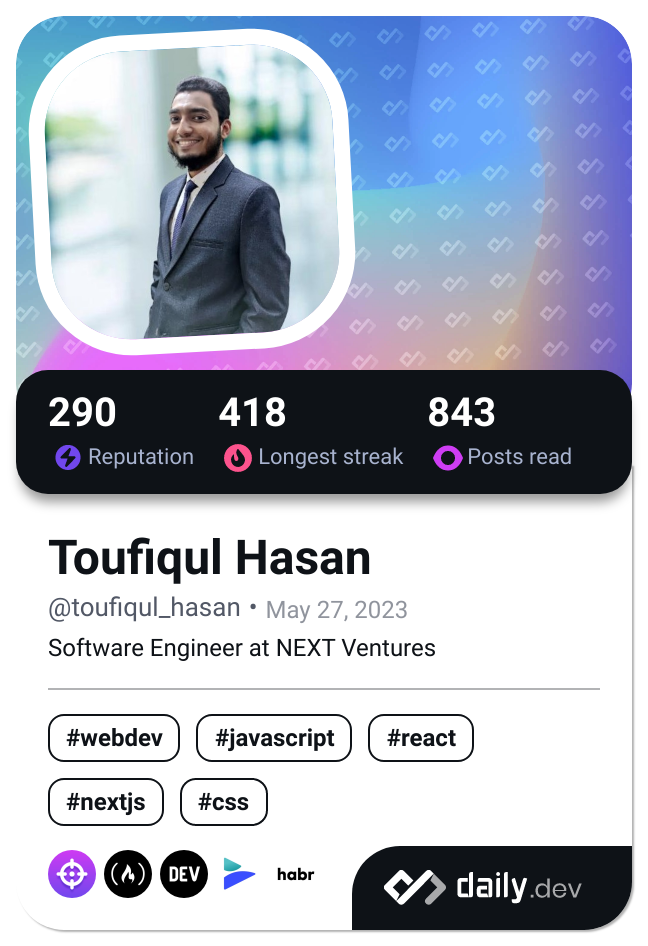 290 418 843
Reputation Longest streak Posts read
Toufiqul Hasan
@toufiqul_hasan • May 27, 2023
Software Engineer at NEXT Ventures
#webdev #javascript #react
#nextjs #css
DEV habr daily.dev